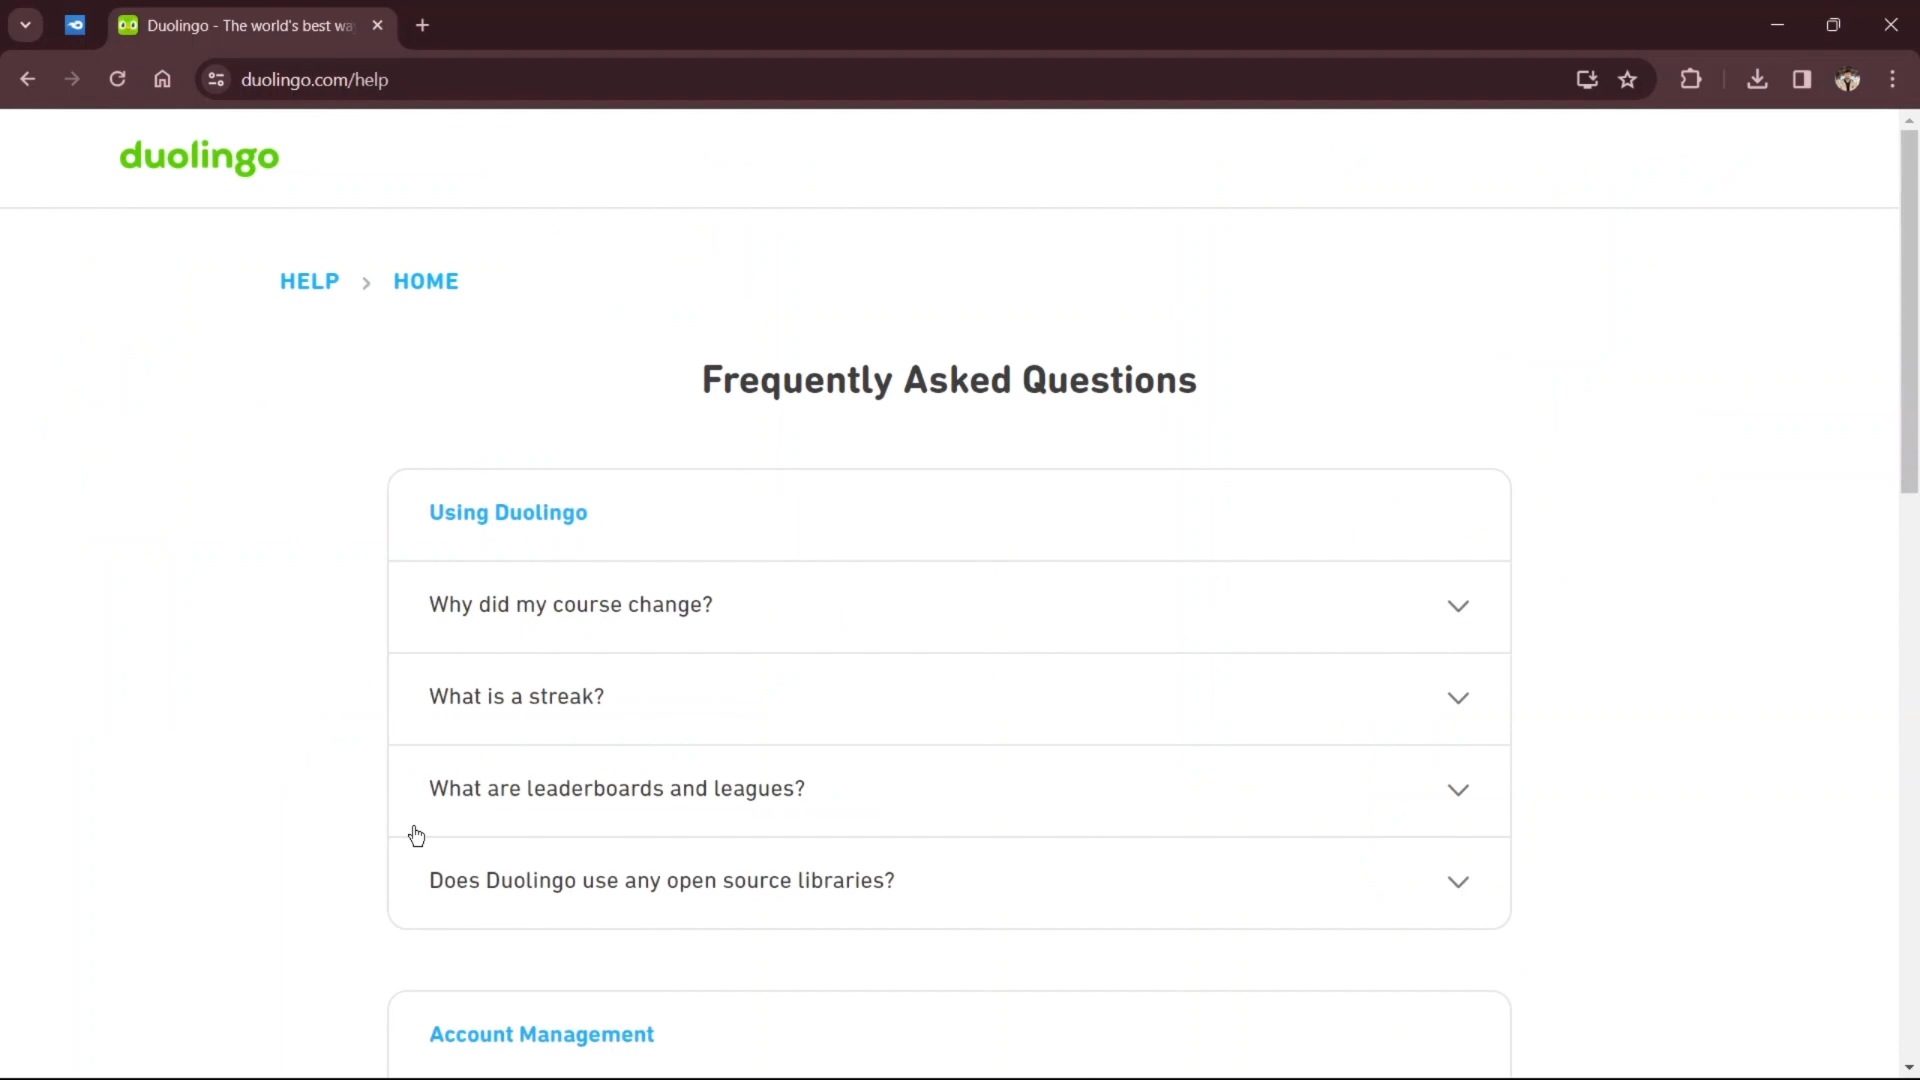 Duolingo - The world's best wa
duolingo.com/help
duolingo
HELP > HOME
Frequently Asked Questions
Using Duolingo
Why did my course change?
What is a streak?
What are leaderboards and leagues?
Does Duolingo use any open source libraries?
Account Management